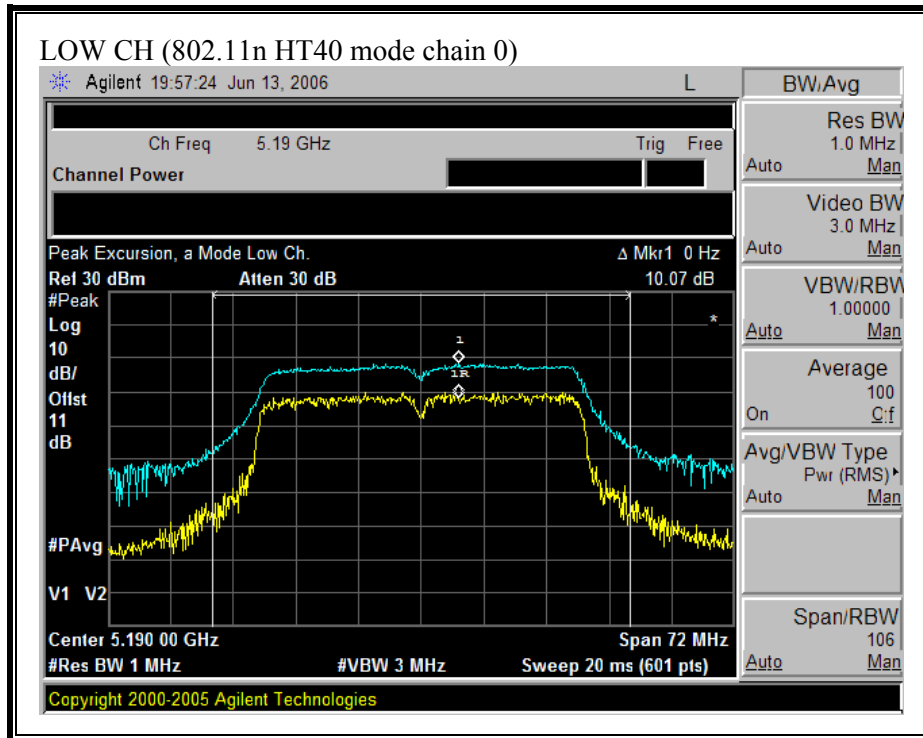 LOW CH (802.11n HT40 mode chain 0)
Agilent 19:57:24 Jun 13, 2006 L
BW/Avg
Ch Freq 5.19 GHz Trig Free
Channel Power
Res BW
1.0 MHz
Auto Man
Video BW
3.0 MHz
Auto Man
VBW/RBW
1.00000
Auto Man
Average
100
On Off
Avg/VBW Type
Pwr (RMS)
Auto Man
Span/RBW
106
Auto Man
Peak Excursion, a Mode Low Ch. Δ Mkr1 0 Hz
Ref 30 dBm Atten 30 dB 10.07 dB
#Peak
Log
10
dB/
Offst
11
dB
1
1R
*
#PAvg
V1 V2
Center 5.190 00 GHz Span 72 MHz
#Res BW 1 MHz #VBW 3 MHz Sweep 20 ms (601 pts)
Copyright 2000-2005 Agilent Technologies